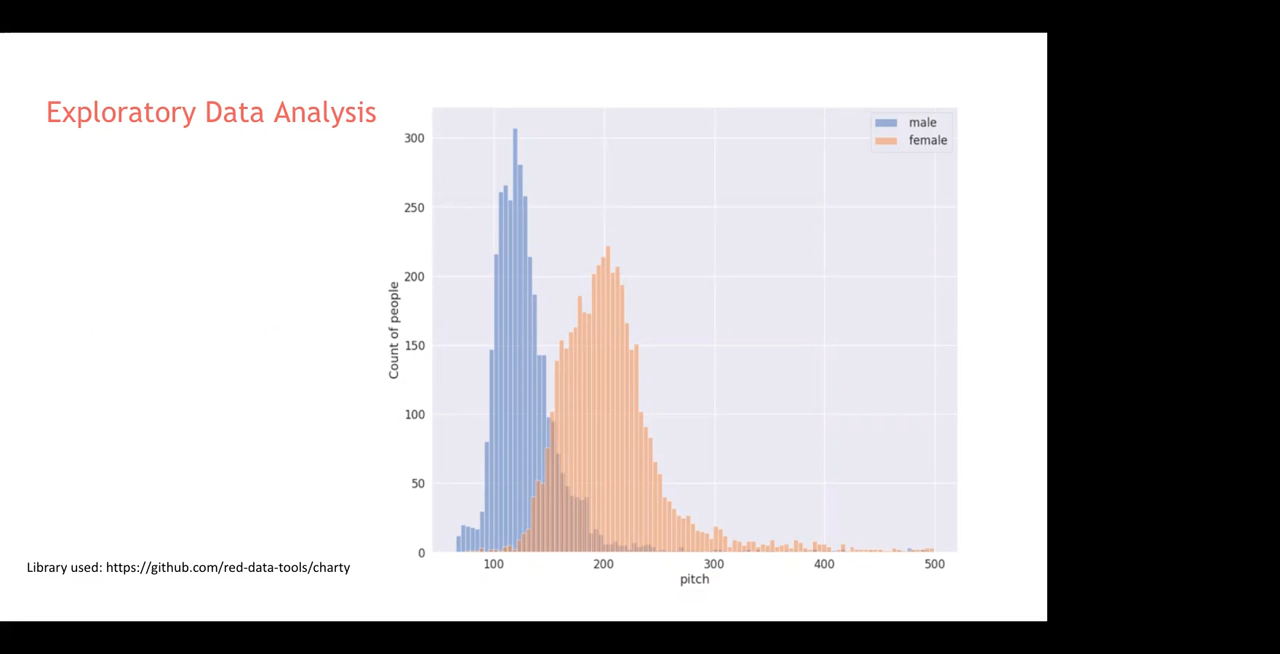 Exploratory Data Analysis
male
female
300
250
200
150
100
50
0
Count of people
100
200
300
400
500
pitch
Library used: https://github.com/red-data-tools/charty